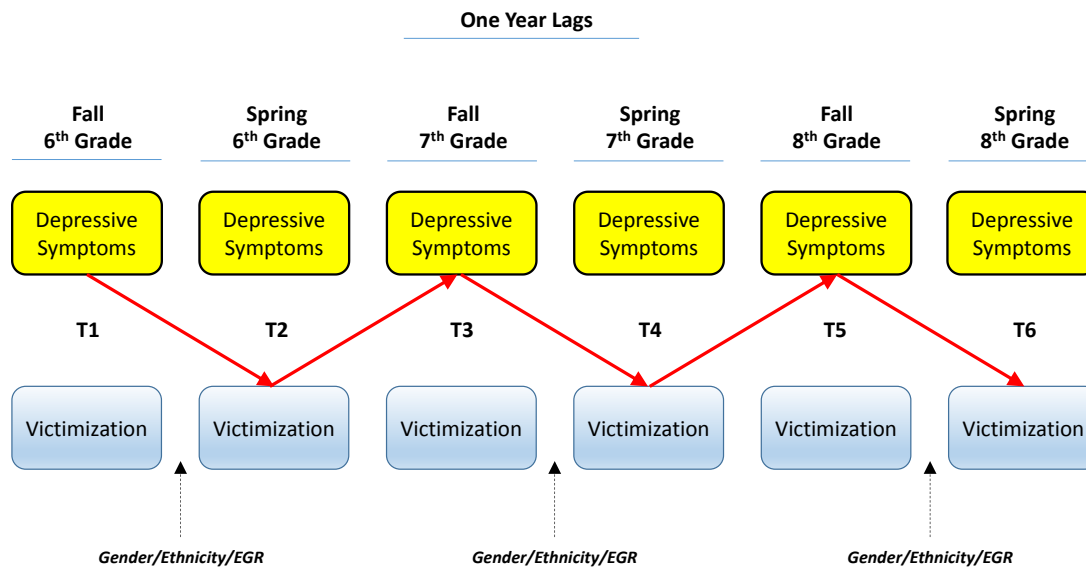 One Year Lags
Fall
6th Grade
Spring
6th Grade
Fall
7th Grade
Spring
7th Grade
Fall
8th Grade
Spring
8th Grade
Depressive
Symptoms
Depressive
Symptoms
Depressive
Symptoms
Depressive
Symptoms
Depressive
Symptoms
Depressive
Symptoms
T1
T2
T3
T4
T5
T6
Victimization
Victimization
Victimization
Victimization
Victimization
Victimization
Gender/Ethnicity/EGR
Gender/Ethnicity/EGR
Gender/Ethnicity/EGR